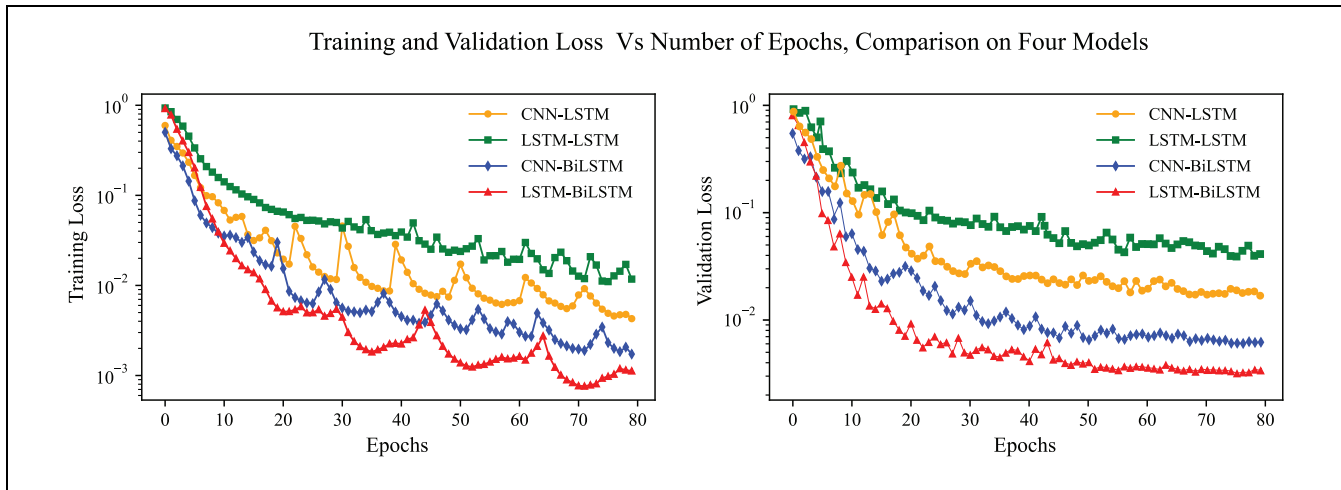 Training and Validation Loss Vs Number of Epochs, Comparison on Four Models
Training Loss
10^0
10^-1
10^-2
10^-3
CNN-LSTM
LSTM-LSTM
CNN-BiLSTM
LSTM-BiLSTM
0 10 20 30 40 50 60 70 80
Epochs
Validation Loss
10^0
10^-1
10^-2
CNN-LSTM
LSTM-LSTM
CNN-BiLSTM
LSTM-BiLSTM
0 10 20 30 40 50 60 70 80
Epochs